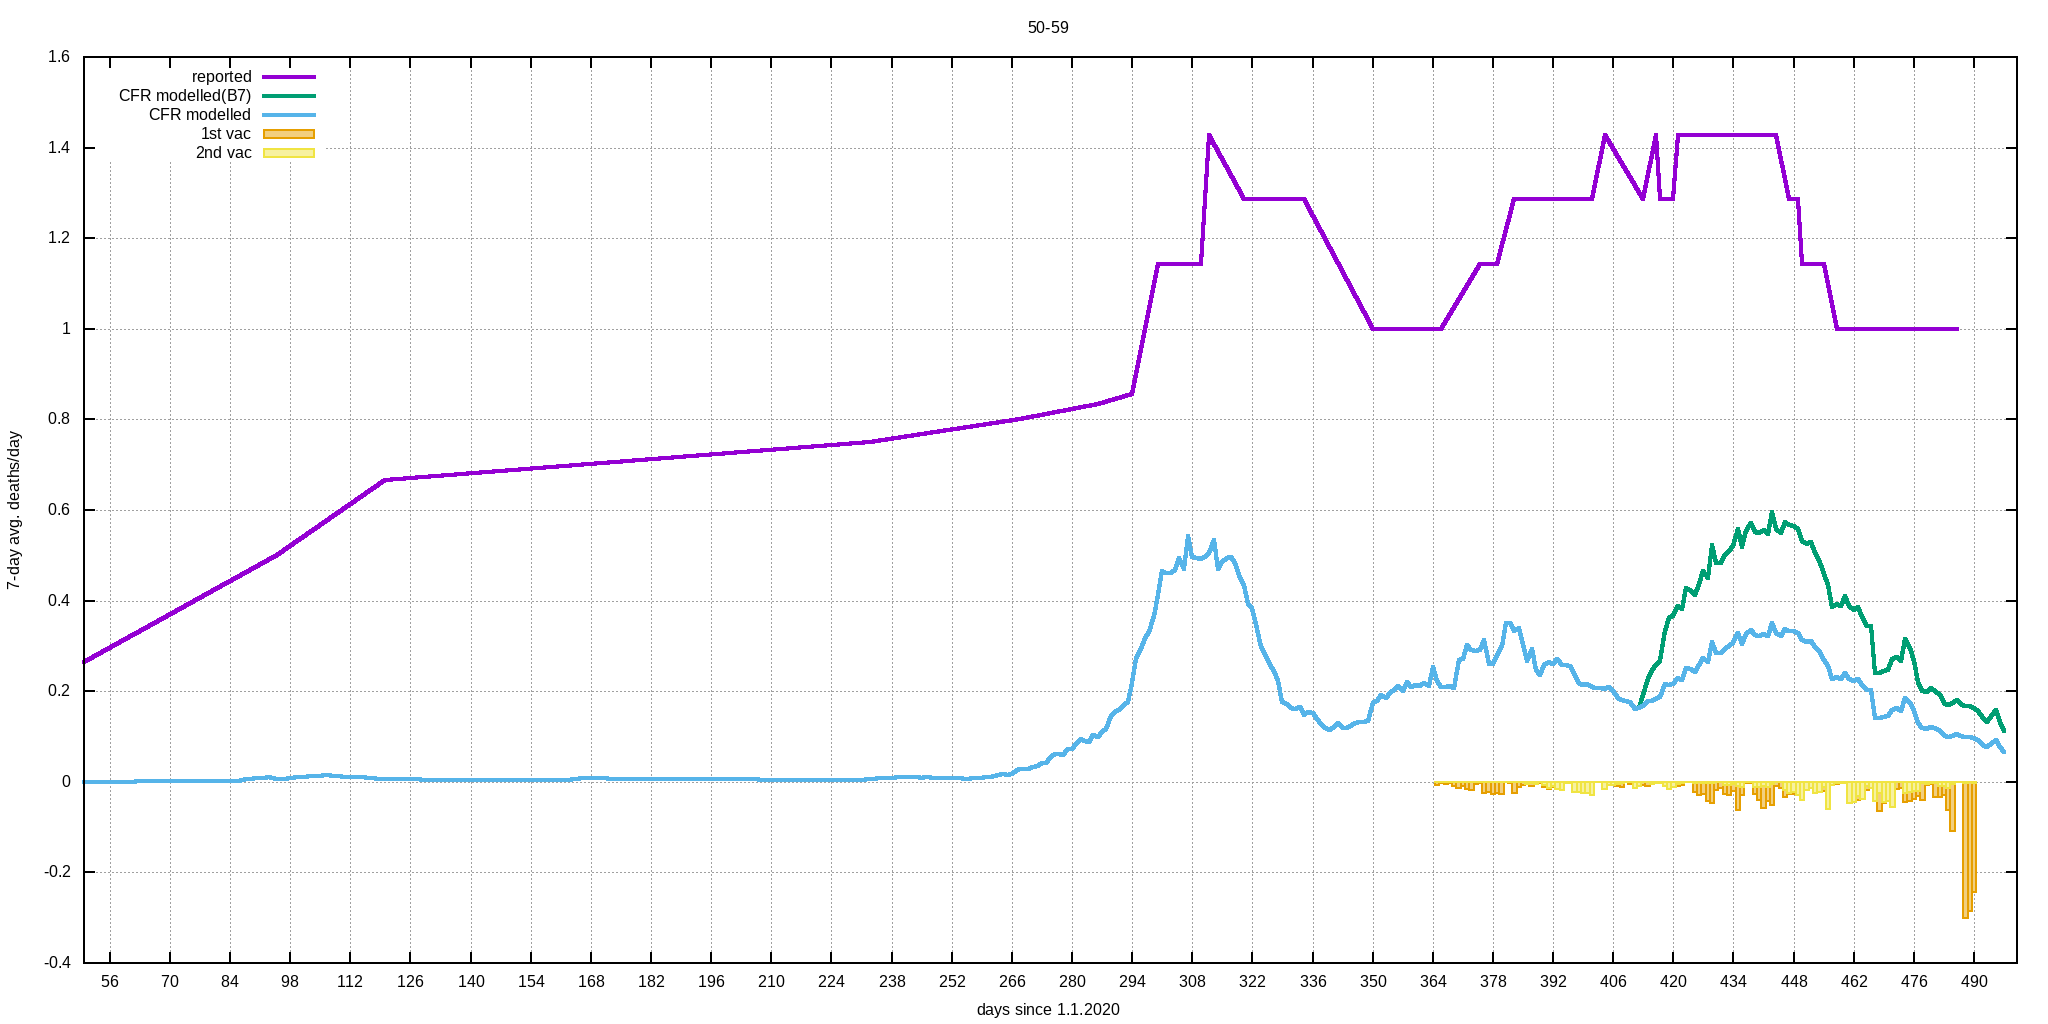 50-59
1.6
1.4
1.2
1
0.8
0.6
0.4
0.2
0
-0.2
-0.4
7-day avg. deaths/day
reported
CFR modelled(B7)
CFR modelled
1st vac
2nd vac
56 70 84 98 112 126 140 154 168 182 196 210 224 238 252 266 280 294 308 322 336 350 364 378 392 406 420 434 448 462 476 490
days since 1.1.2020